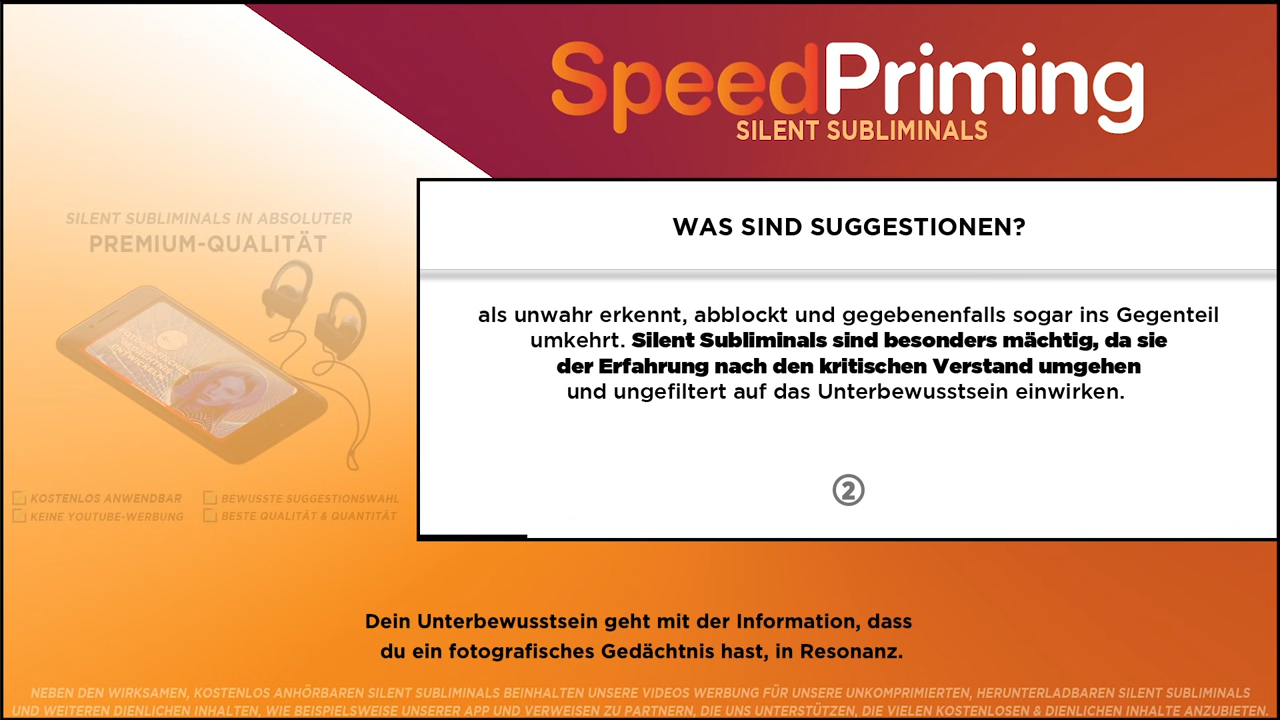 SpeedPriming
SILENT SUBLIMINALS
SILENT SUBLIMINALS IN ABSOLUTER
PREMIUM-QUALITÄT
KOSTENLOS ANWENDBAR
BEWUSSTE SUGGESTIONSWAHL
KEINE YOUTUBE-WERBUNG
BESTE QUALITÄT & QUANTITÄT
WAS SIND SUGGESTIONEN?
als unwahr erkennt, abblockt und gegebenenfalls sogar ins Gegenteil
umkehrt. Silent Subliminals sind besonders mächtig, da sie
der Erfahrung nach den kritischen Verstand umgehen
und ungefiltert auf das Unterbewusstsein einwirken.
2
Dein Unterbewusstsein geht mit der Information, dass
du ein fotografisches Gedächtnis hast, in Resonanz.
NEBEN DEN WIRKSAMEN, KOSTENLOS ANHÖRBAREN SILENT SUBLIMINALS BEINHALTEN UNSERE VIDEOS WERBUNG FÜR UNSERE UNKOMPRIMIERTEN, HERUNTERLADBAREN SILENT SUBLIMINALS
UND WEITEREN DIENLICHEN INHALTEN, WIE BEISPIELSWEISE UNSERER APP UND VERWEISEN ZU PARTNERN, DIE UNS UNTERSTÜTZEN, DIE VIELEN KOSTENLOSEN & DIENLICHEN INHALTE ANZUBIETEN.